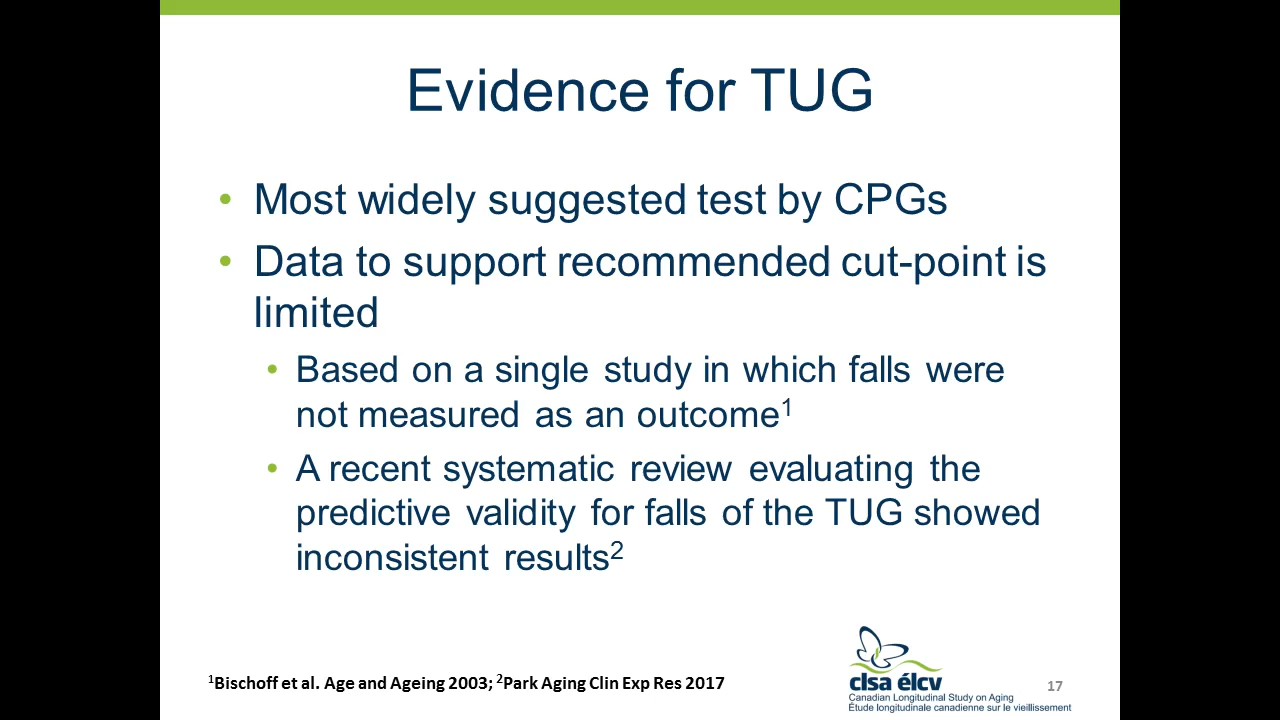 Evidence for TUG
• Most widely suggested test by CPGs
• Data to support recommended cut-point is
limited
• Based on a single study in which falls were
not measured as an outcome¹
• A recent systematic review evaluating the
predictive validity for falls of the TUG showed
inconsistent results²
¹Bischoff et al. Age and Ageing 2003; ²Park Aging Clin Exp Res 2017
clsa élcv
Canadian Longitudinal Study on Aging
Étude longitudinale canadienne sur le vieillissement
17